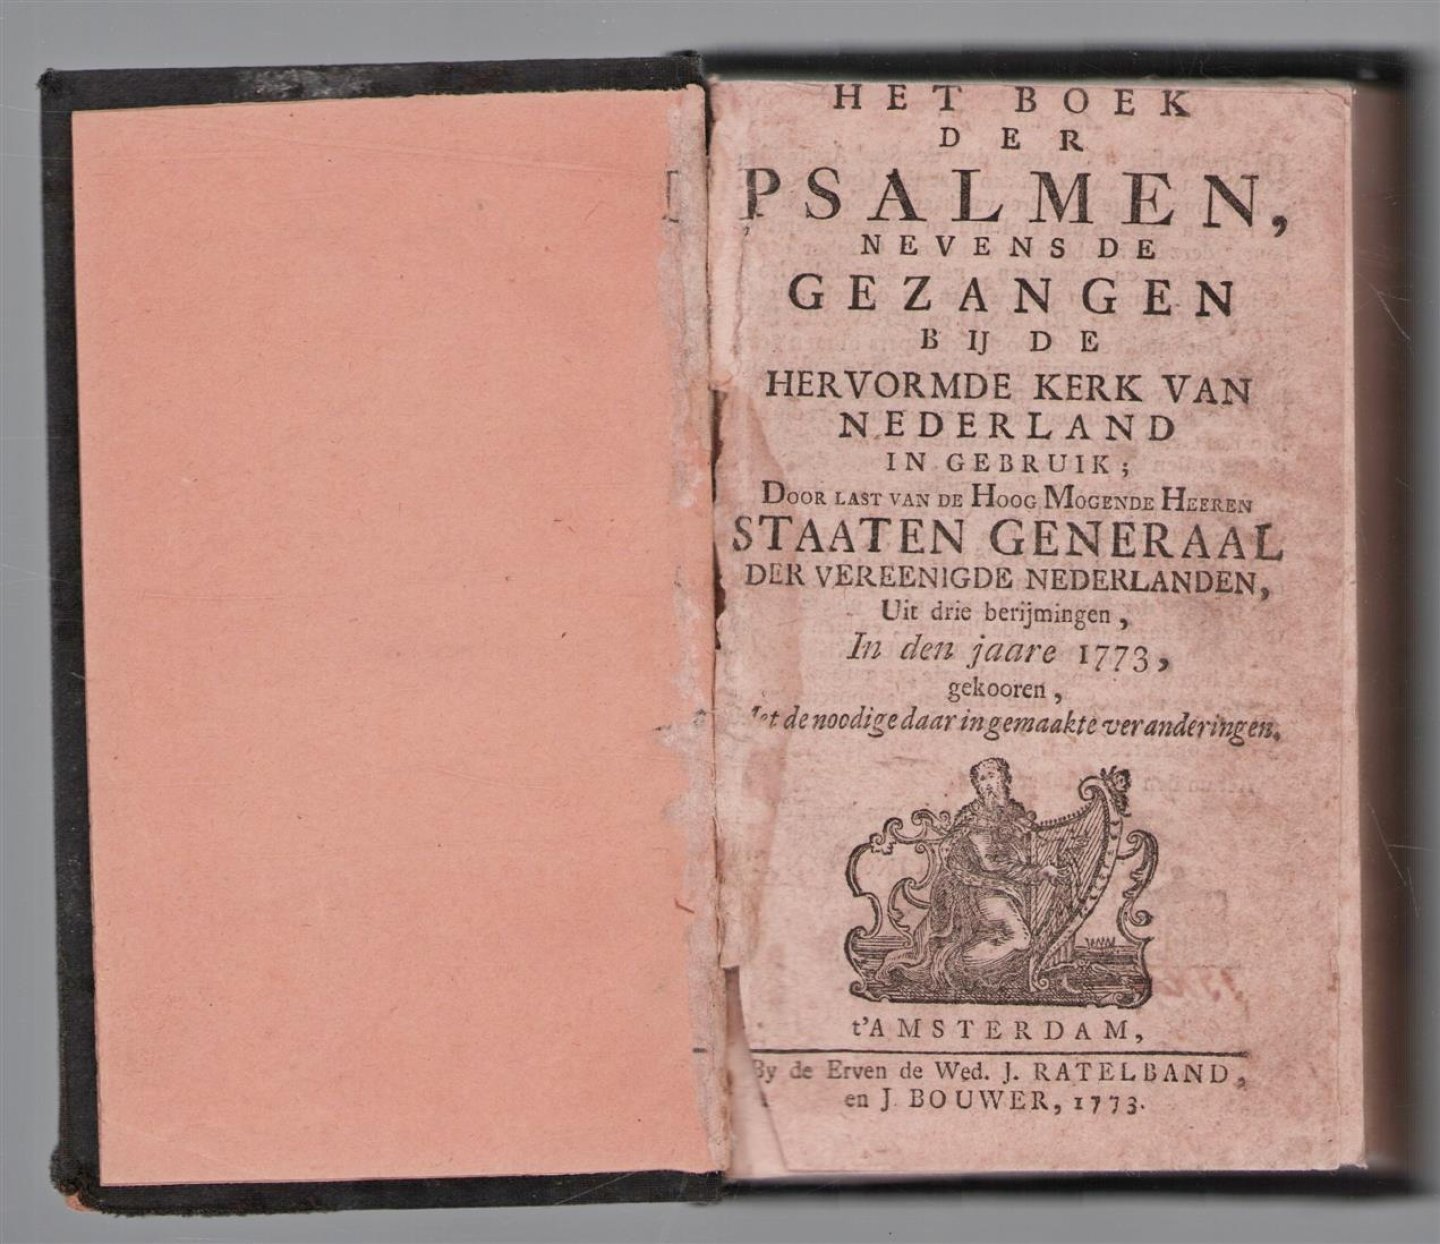 HET BOEK
DER
PSALMEN,
NEVENS DE
GEZANGEN
BIJ DE
HERVORMDE KERK VAN
NEDERLAND
IN GEBRUIK;
DOOR LAST VAN DE HOOG MOGENDE HEEREN
STAATEN GENERAAL
DER VEREENIGDE NEDERLANDEN,
Uit drie berijmingen,
In den jaare 1773,
gekooren,
de noodige daar in gemaakte veranderingen.
t'AMSTERDAM,
By de Erven de Wed. J. RATELBAND,
en J. BOUWER, 1773.